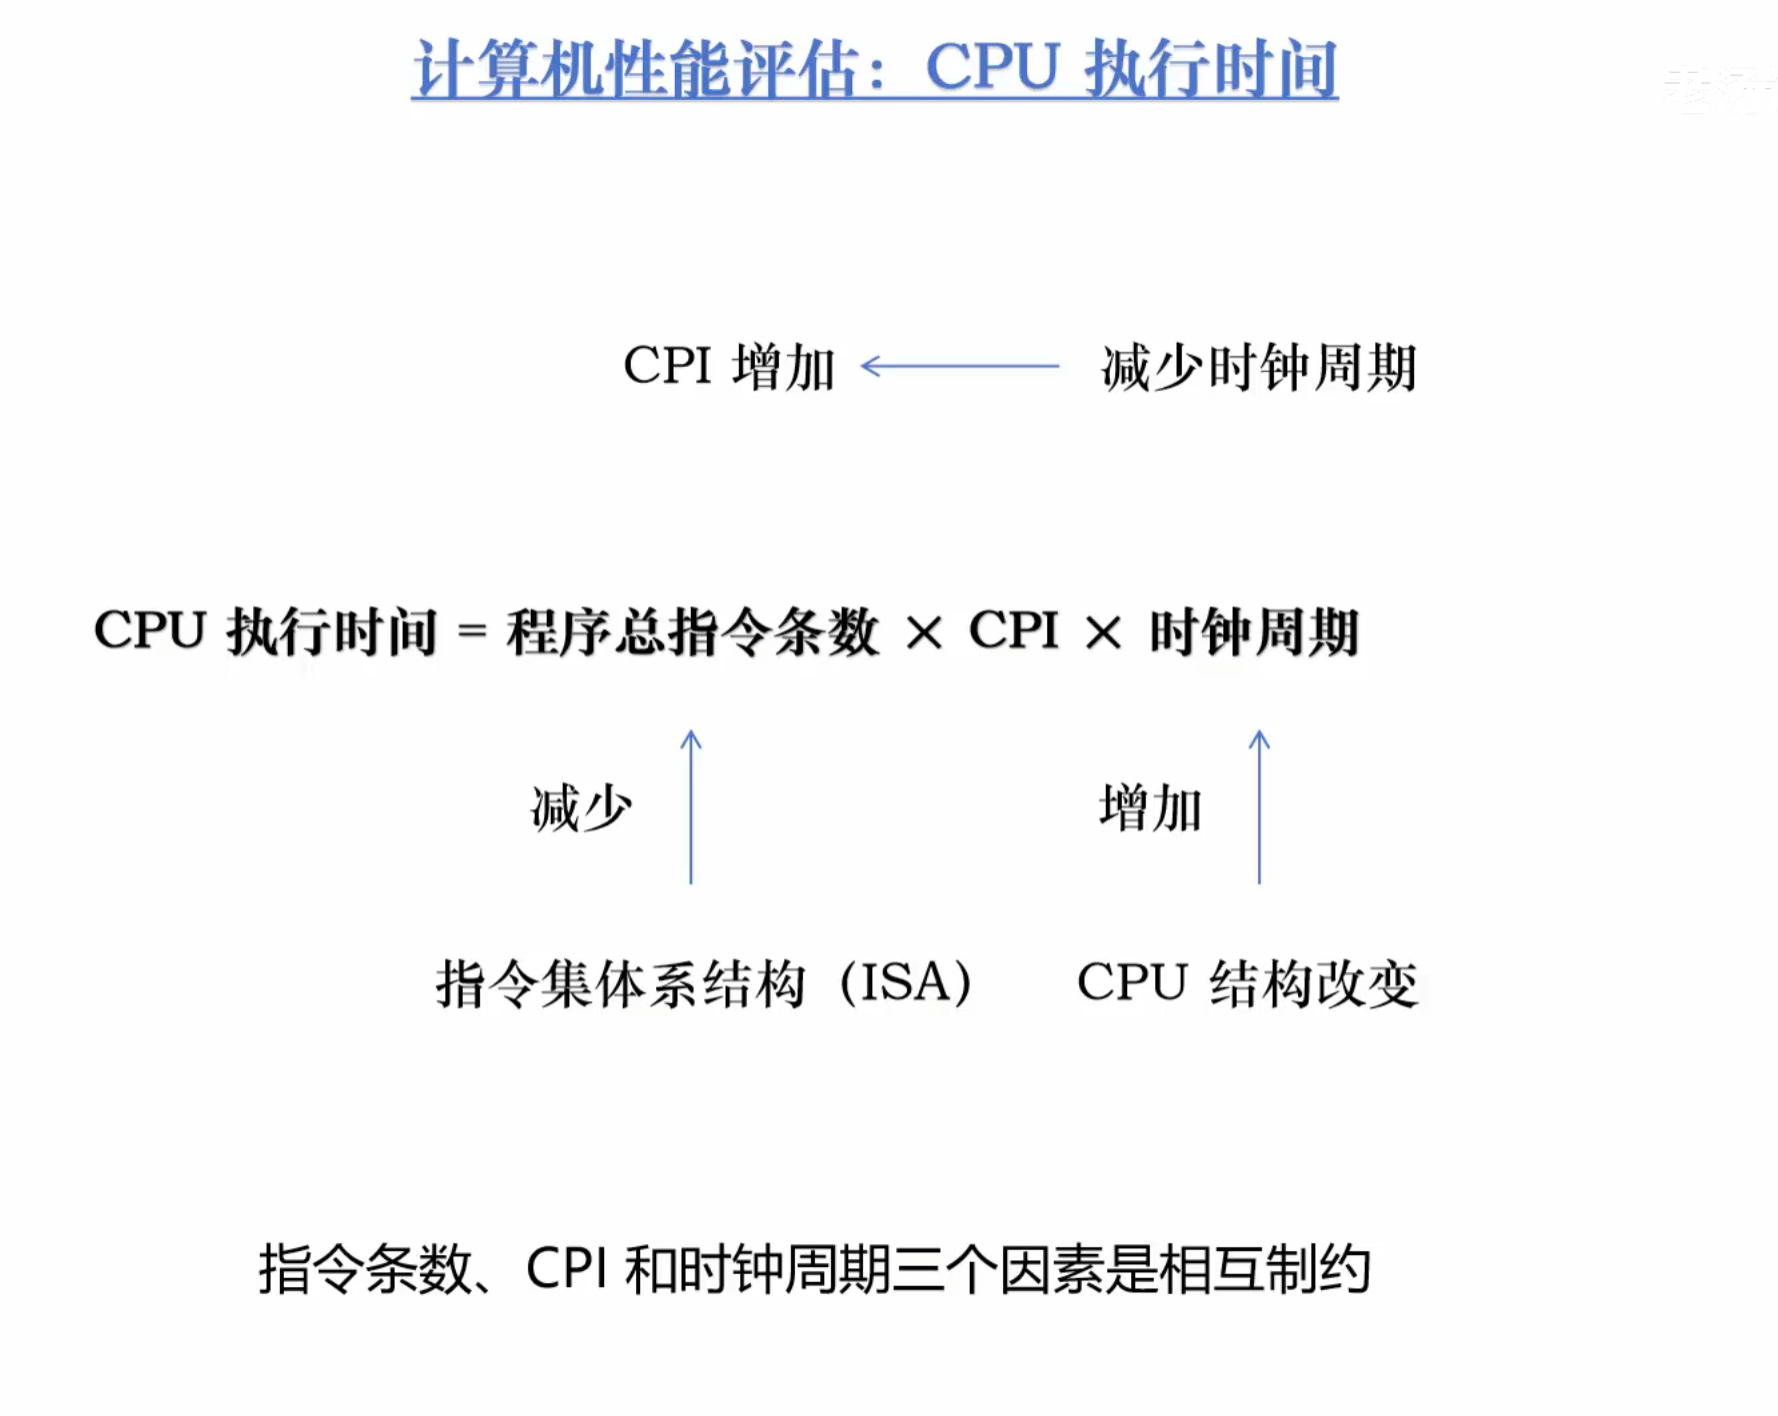 计算机性能评估：CPU 执行时间
CPI 增加
减少时钟周期
CPU 执行时间 = 程序总指令条数 × CPI × 时钟周期
减少
增加
指令集体系结构（ISA）
CPU 结构改变
指令条数、CPI 和时钟周期三个因素是相互制约